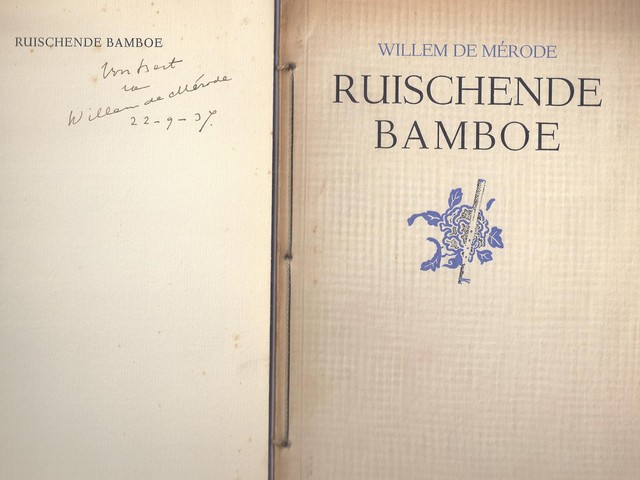 RUISCHENDE BAMBOE
Willem de Mérode
22-9-37.
WILLEM DE MÉRODE
RUISCHENDE
BAMBOE